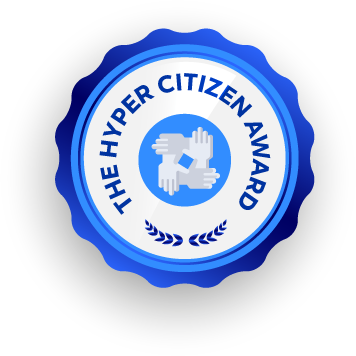 THE HYPER CITIZEN AWARD